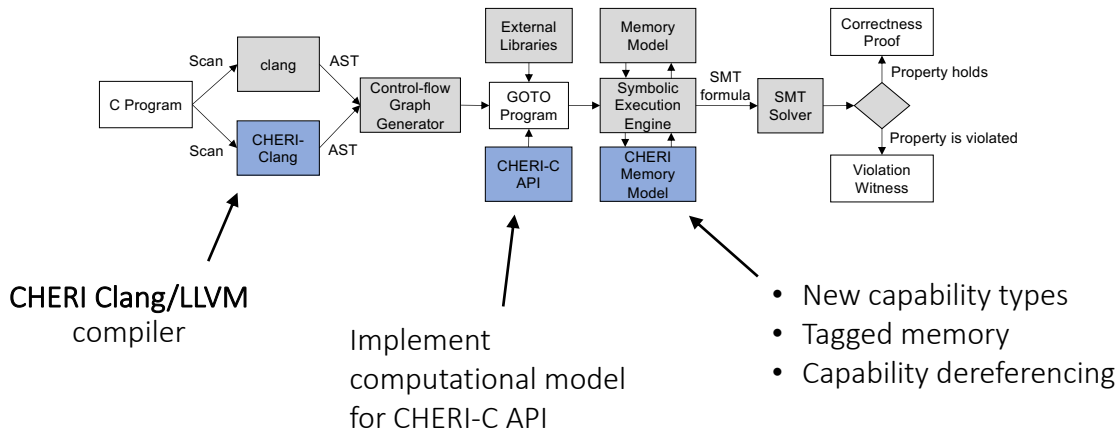 External
Libraries
Memory
Model
Correctness
Proof
Scan
clang
AST
SMT
formula
Property holds
C Program
Control-flow
Graph
Generator
GOTO
Program
Symbolic
Execution
Engine
SMT
Solver
Scan
CHERI-
Clang
AST
CHERI-C
API
CHERI
Memory
Model
Property is violated
Violation
Witness
CHERI Clang/LLVM
compiler
Implement
computational model
for CHERI-C API
• New capability types
• Tagged memory
• Capability dereferencing